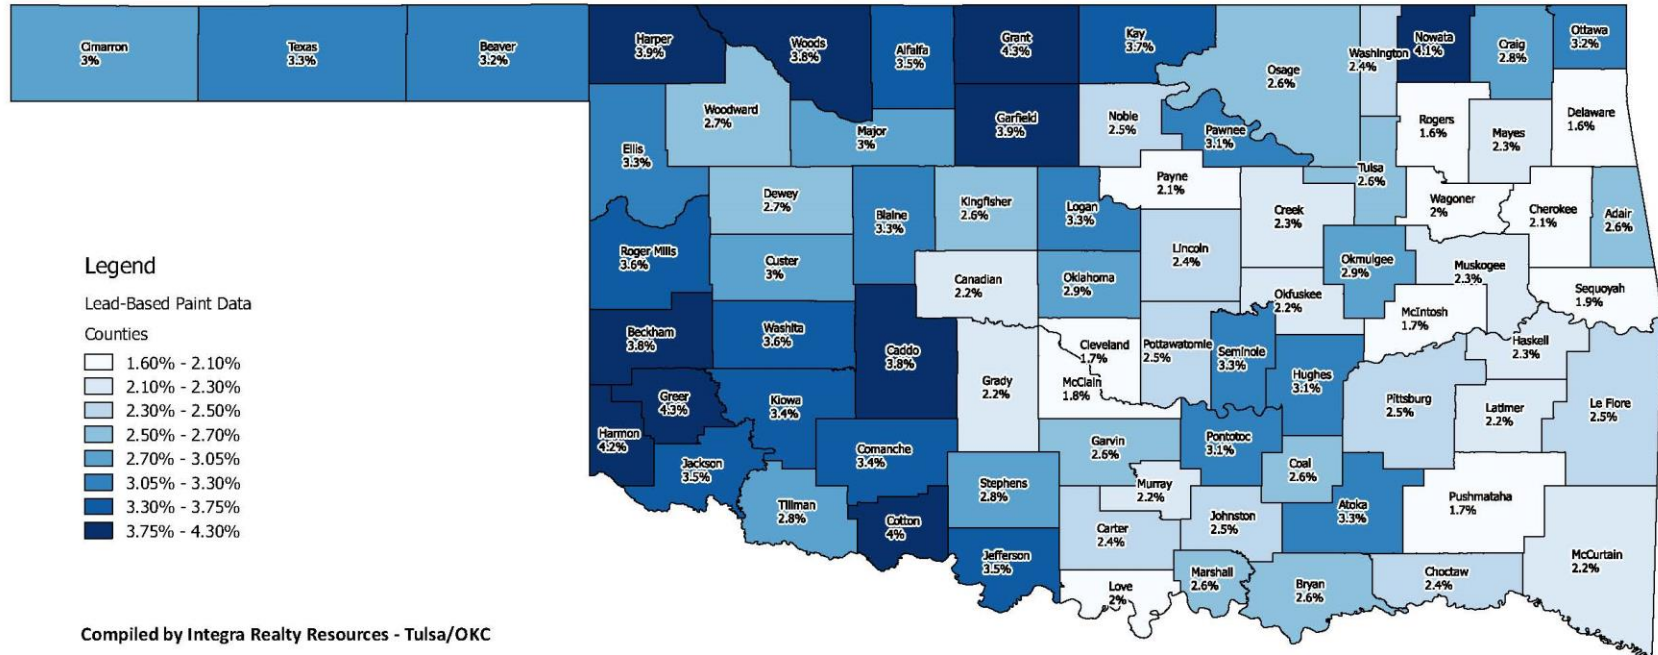 Cimarron
3%
Texas
3.3%
Beaver
3.2%
Harper
3.9%
Woods
3.8%
Alfalfa
3.5%
Grant
4.3%
Kay
3.7%
Osage
2.6%
Washington
2.4%
Nowata
4.1%
Craig
2.8%
Ottawa
3.2%
Woodward
2.7%
Ellis
3.3%
Major
3%
Garfield
3.9%
Noble
2.5%
Pawnee
3.1%
Rogers
1.6%
Mayes
2.3%
Delaware
1.6%
Dewey
2.7%
Blaine
3.3%
Kingfisher
2.6%
Logan
3.3%
Payne
2.1%
Creek
2.3%
Tulsa
2.6%
Wagoner
2%
Cherokee
2.1%
Adair
2.6%
Roger Mills
3.6%
Custer
3%
Canadian
2.2%
Oklahoma
2.9%
Lincoln
2.4%
Okmulgee
2.9%
Muskogee
2.3%
Sequoyah
1.9%
Okfuskee
2.2%
McIntosh
1.7%
Beckham
3.8%
Washita
3.6%
Caddo
3.8%
Cleveland
1.7%
Pottawatomie
2.5%
Seminole
3.3%
Haskell
2.3%
Hughes
3.1%
Grady
2.2%
McClain
1.8%
Pittsburg
2.5%
Latimer
2.2%
Le Flore
2.5%
Greer
4.3%
Kiowa
3.4%
Harmon
4.2%
Jackson
3.5%
Comanche
3.4%
Garvin
2.6%
Pontotoc
3.1%
Coal
2.6%
Stephens
2.8%
Murray
2.2%
Tillman
2.8%
Cotton
4%
Carter
2.4%
Johnston
2.5%
Atoka
3.3%
Pushmataha
1.7%
Jefferson
3.5%
Love
2%
Marshall
2.6%
Bryan
2.6%
Choctaw
2.4%
McCurtain
2.2%
Legend
Lead-Based Paint Data
Counties
1.60% - 2.10%
2.10% - 2.30%
2.30% - 2.50%
2.50% - 2.70%
2.70% - 3.05%
3.05% - 3.30%
3.30% - 3.75%
3.75% - 4.30%
Compiled by Integra Realty Resources - Tulsa/OKC